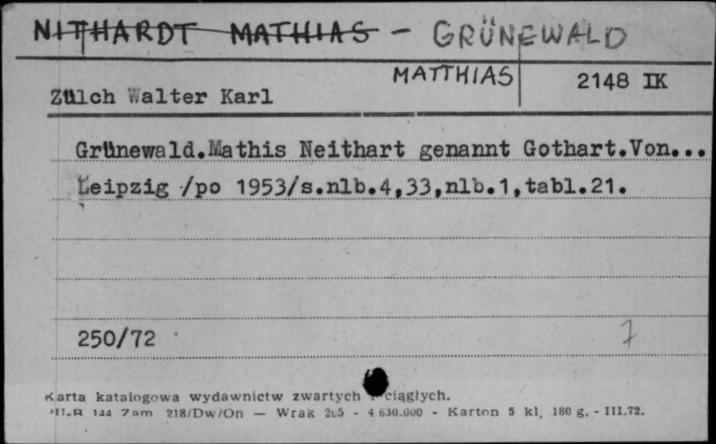 NITHARDT MATHIAS - GRÜNEWALD
MATTHIAS
2148 IK
Zülch Walter Karl
Grünewald.Mathis Neithart genannt Gothart.Von...
Leipzig /po 1953/s.nlb.4,33,nlb.1,tabl.21.
250/72
7
Karta katalogowa wydawnictw zwartych ciągłych.
144 Zam 218/Dw/On — Wrak - 4 630.000 - Karton 5 kl, 180 g. - III.72.